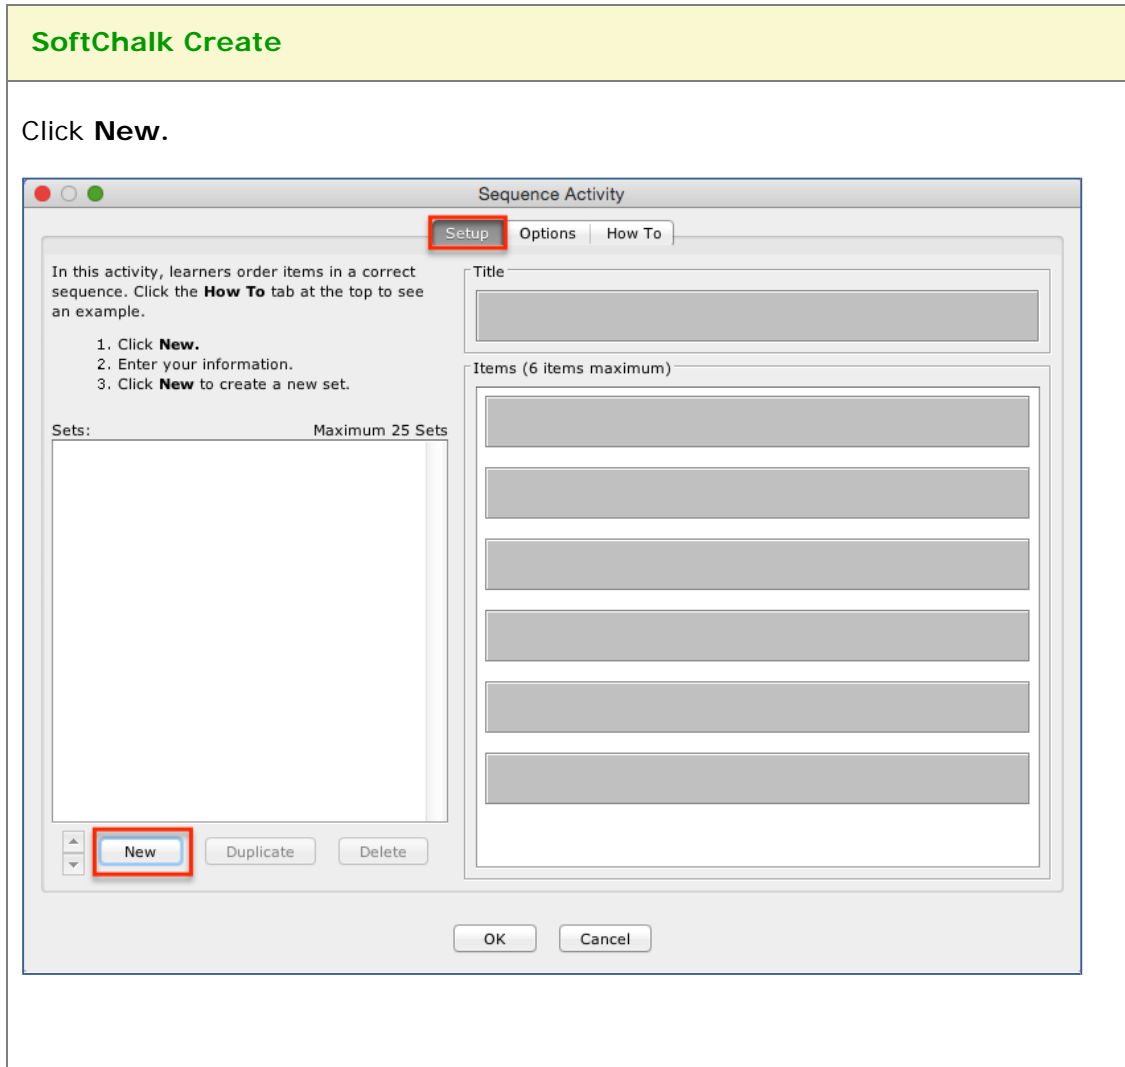 SoftChalk Create
Click New.
Sequence Activity
Setup Options How To
In this activity, learners order items in a correct
sequence. Click the How To tab at the top to see
an example.
1. Click New.
2. Enter your information.
3. Click New to create a new set.
Sets: Maximum 25 Sets
New Duplicate Delete
Title
Items (6 items maximum)
OK Cancel